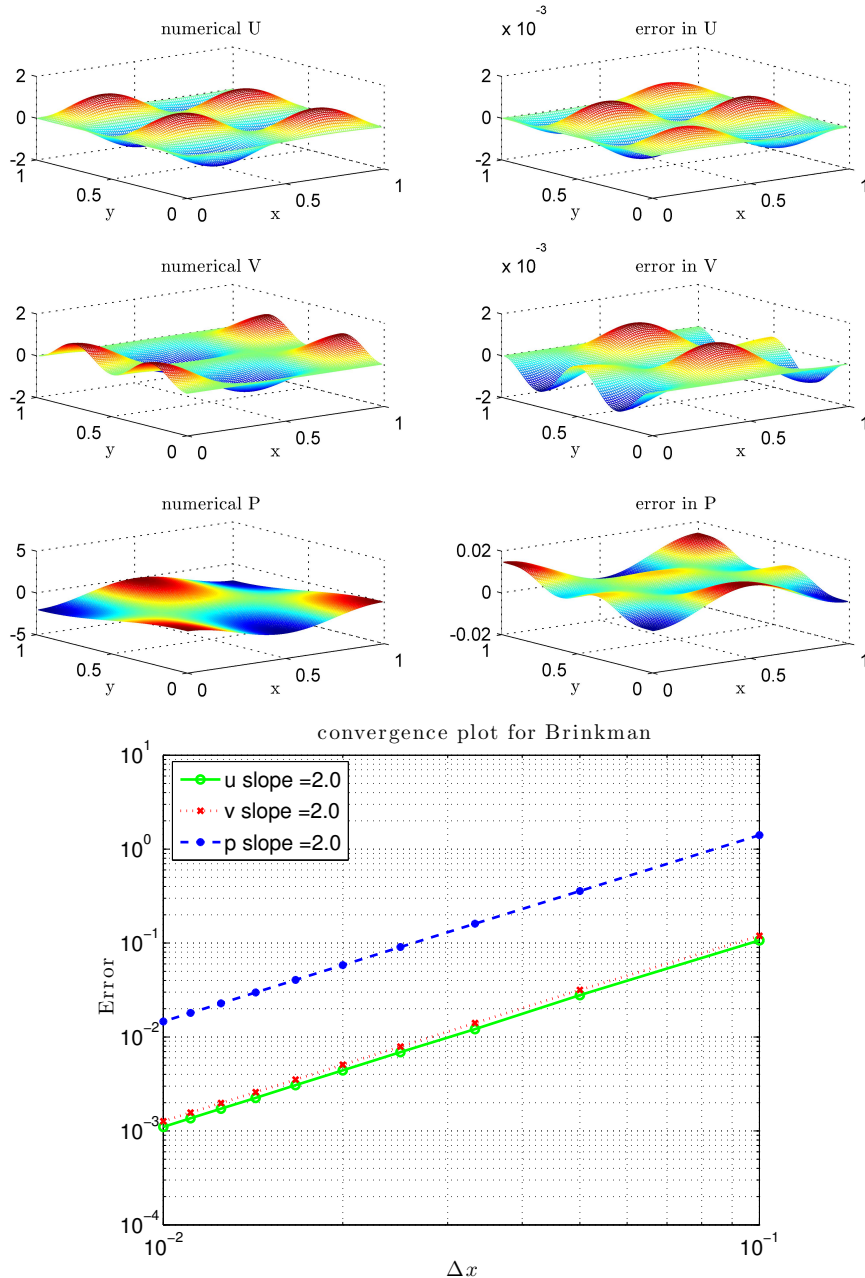 numerical U
2
0
-2
1
0.5
0
y
0
0.5
1
x
x 10^-3
error in U
2
0
-2
1
0.5
0
y
0
0.5
1
x
numerical V
2
0
-2
1
0.5
0
y
0
0.5
1
x
x 10^-3
error in V
2
0
-2
1
0.5
0
y
0
0.5
1
x
numerical P
5
0
-5
1
0.5
0
y
0
0.5
1
x
error in P
0.02
0
-0.02
1
0.5
0
y
0
0.5
1
x
convergence plot for Brinkman
u slope =2.0
v slope =2.0
p slope =2.0
10^1
10^0
10^-1
10^-2
10^-3
10^-4
Error
10^-2
10^-1
Δx